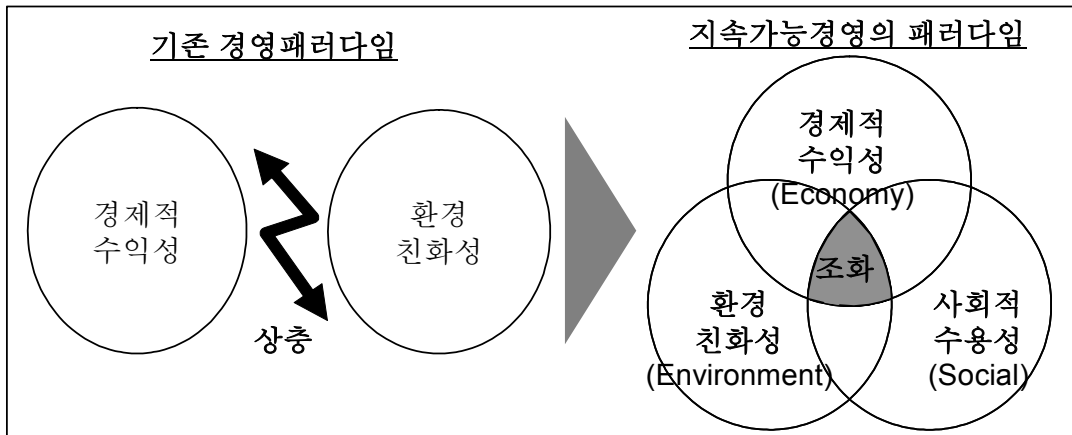 기존 경영패러다임
경제적
수익성
환경
친화성
상충
지속가능경영의 패러다임
경제적
수익성
(Economy)
조화
환경
친화성
(Environment)
사회적
수용성
(Social)